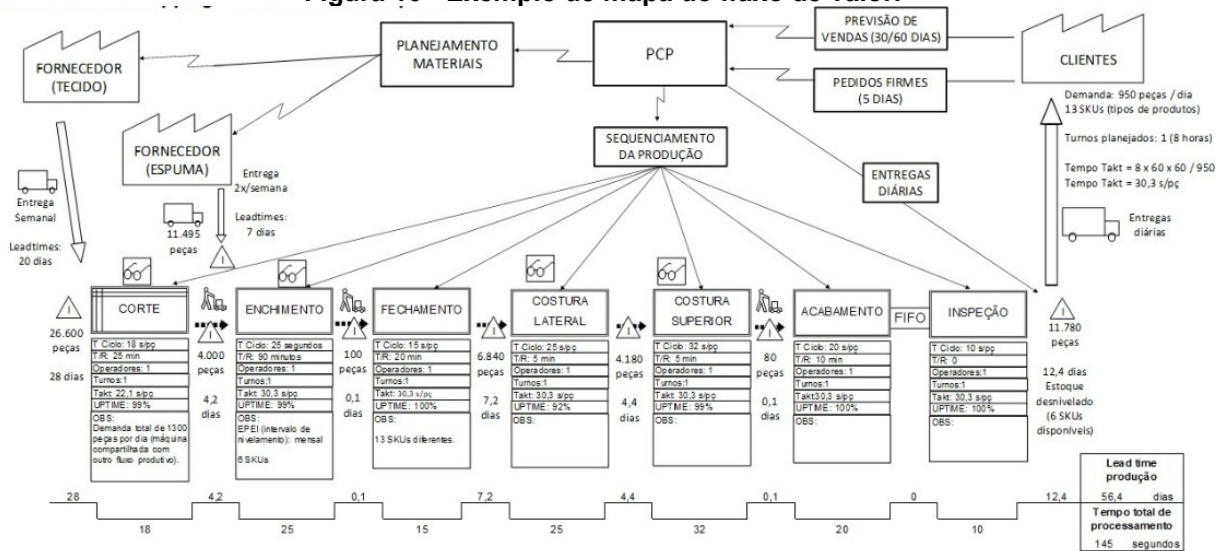 FORNECEDOR
(TECIDO)
PLANEJAMENTO
MATERIAIS
PCP
PREVISÃO DE
VENDAS (30/60 DIAS)
PEDIDOS FIRMES
(5 DIAS)
CLIENTES
Demanda: 950 peças / dia
13 SKUs (tipos de produtos)
Turnos planejados: 1 (8 horas)
Tempo Takt = 8 x 60 x 60 / 950
Tempo Takt = 30,3 s/pç
Entregas
diárias
FORNECEDOR
(ESPUMA)
SEQUENCIAMENTO
DA PRODUÇÃO
ENTREGAS
DIÁRIAS
Entrega
Semanal
Leadtimes:
20 dias
Entrega
2x/semana
Leadtimes:
7 dias
11.495
peças
I
I
26.600
peças
28 dias
CORTE
T Ciclo: 18 s/pç
T/R: 25 min
Operadores: 1
Turnos:1
Takt: 22,1 s/pç
UPTIME: 99%
OBS:
Demanda total de 1300
peças por dia (máquina
compartilhada com
outro fluxo produtivo).
I
4.000
peças
4,2
dias
ENCHIMENTO
T Ciclo: 25 segundos
T/R: 90 minutos
Operadores: 1
Turnos:1
Takt: 30,3 s/pç
UPTIME: 99%
OBS:
EPEI (intervalo de
nivelamento): mensal
6 SKUs
I
100
peças
0,1
dias
FECHAMENTO
T Ciclo: 15 s/pç
T/R: 20 min
Operadores: 1
Turnos:1
Takt: 30,3 s/pç
UPTIME: 100%
OBS:
13 SKUs diferentes.
I
6.840
peças
7,2
dias
COSTURA
LATERAL
T Ciclo: 25 s/pç
T/R: 5 min
Operadores: 1
Turnos:1
Takt: 30,3 s/pç
UPTIME: 92%
OBS:
I
4.180
peças
4,4
dias
COSTURA
SUPERIOR
T Ciclo: 32 s/pç
T/R: 5 min
Operadores: 1
Turnos:1
Takt: 30,3 s/pç
UPTIME: 99%
OBS:
I
80
peças
0,1
dias
ACABAMENTO
T Ciclo: 20 s/pç
T/R: 10 min
Operadores: 1
Turnos:1
Takt30,3 s/pç
UPTIME: 100%
OBS:
FIFO
INSPEÇÃO
T Ciclo: 10 s/pç
T/R: 0
Operadores: 1
Turnos:1
Takt: 30,3 s/pç
UPTIME: 100%
OBS:
I
11.780
peças
12,4 dias
Estoque
desnivelado
(6 SKUs
disponíveis)
28 4,2 0,1 7,2 4,4 0,1 0 12,4
18 25 15 25 32 20 10
Lead time
produção
56,4 dias
Tempo total de
processamento
145 segundos